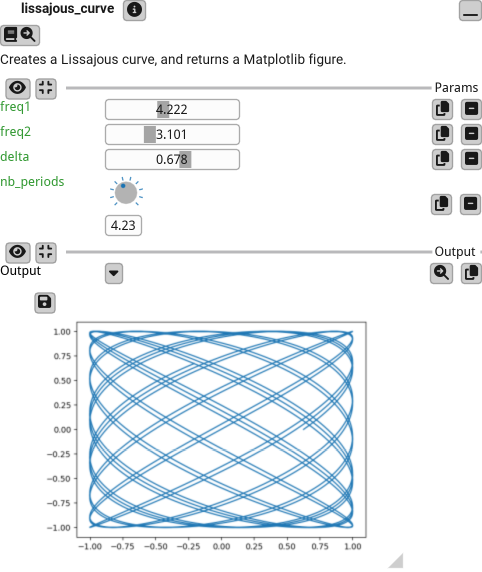 lissajous_curve
Creates a Lissajous curve, and returns a Matplotlib figure.
Params
freq1 4.222
freq2 3.101
delta 0.678
nb_periods
4.23
Output
Output
1.00
0.75
0.50
0.25
0.00
−0.25
−0.50
−0.75
−1.00
−1.00 −0.75 −0.50 −0.25 0.00 0.25 0.50 0.75 1.00